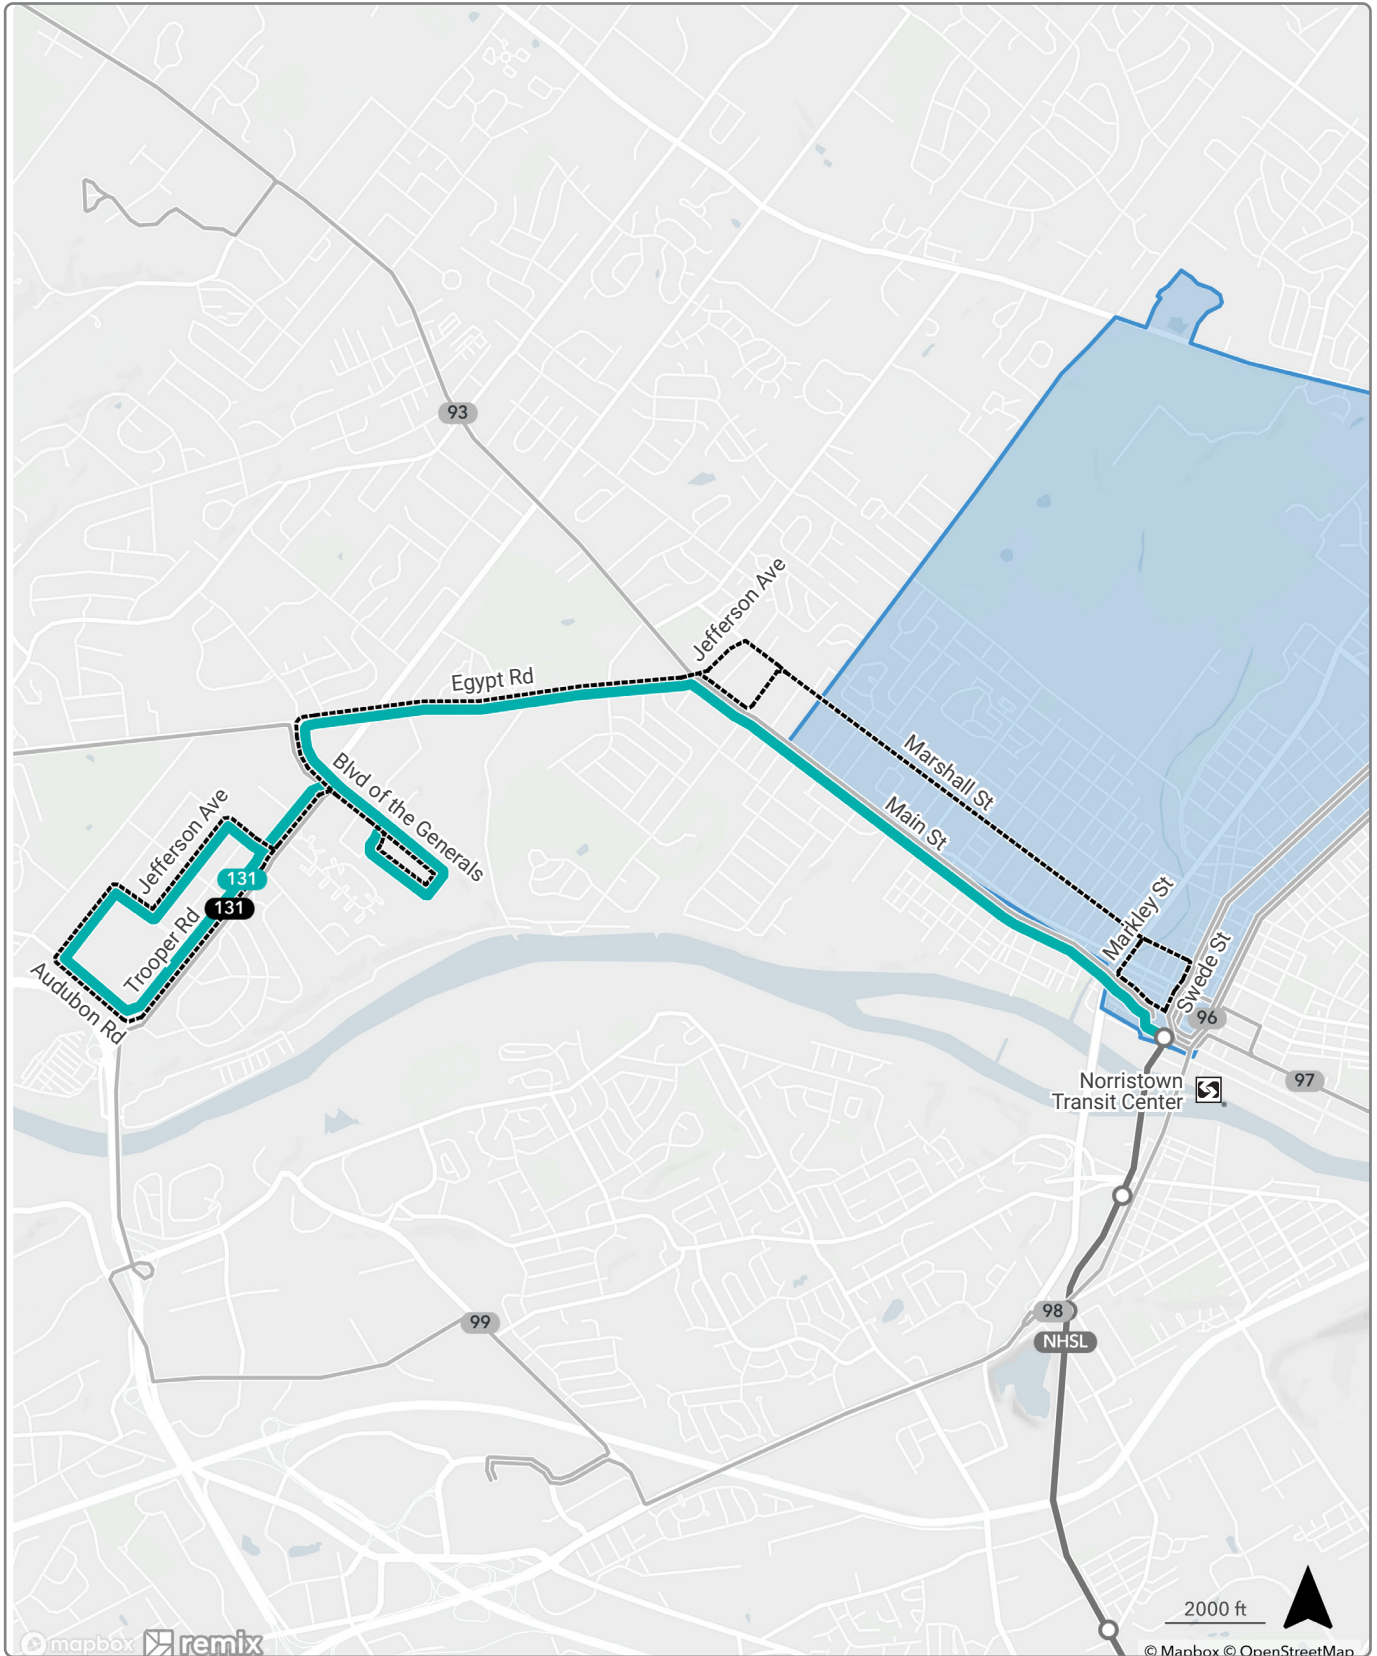 93
Jefferson Ave
Egypt Rd
Marshall St
Blvd of the Generals
Main St
Jefferson Ave
131
131
Trooper Rd
Audubon Rd
Markley St
Swede St
96
Norristown
Transit Center
97
98
NHSL
99
2000 ft
mapbox remix
© Mapbox © OpenStreetMap